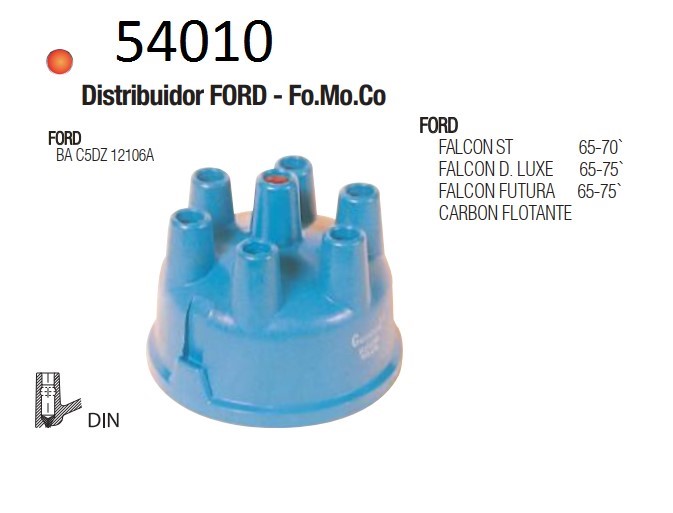 54010
Distribuidor FORD - Fo.Mo.Co
FORD
BA C5DZ 12106A
FORD
FALCON ST 65-70`
FALCON D. LUXE 65-75`
FALCON FUTURA 65-75`
CARBON FLOTANTE
DIN